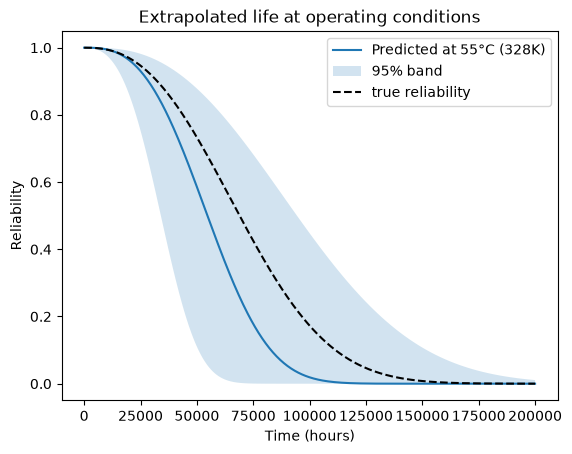 Extrapolated life at operating conditions
Predicted at 55°C (328K)
95% band
true reliability
1.0
0.8
0.6
0.4
0.2
0.0
Reliability
0 25000 50000 75000 100000 125000 150000 175000 200000
Time (hours)